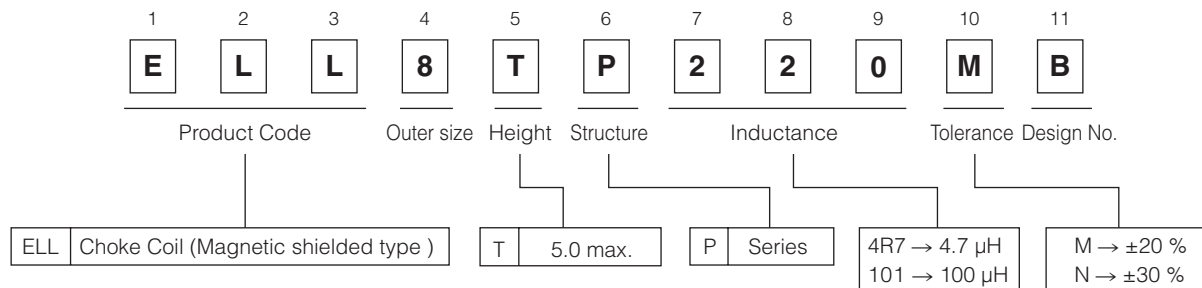 1 2 3 4 5 6 7 8 9 10 11
E L L 8 T P 2 2 0 M B
Product Code Outer size Height Structure Inductance Tolerance Design No.
ELL Choke Coil (Magnetic shielded type ) T 5.0 max. P Series 4R7 → 4.7 µH M → ±20 %
101 → 100 µH N → ±30 %